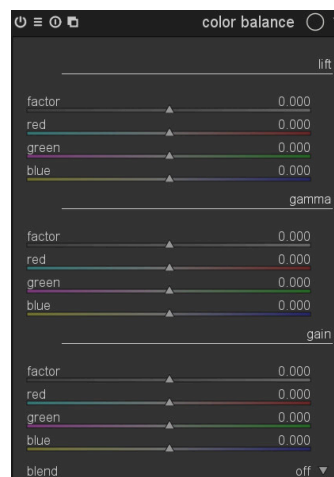 color balance
lift
factor 0.000
red 0.000
green 0.000
blue 0.000
gamma
factor 0.000
red 0.000
green 0.000
blue 0.000
gain
factor 0.000
red 0.000
green 0.000
blue 0.000
blend off